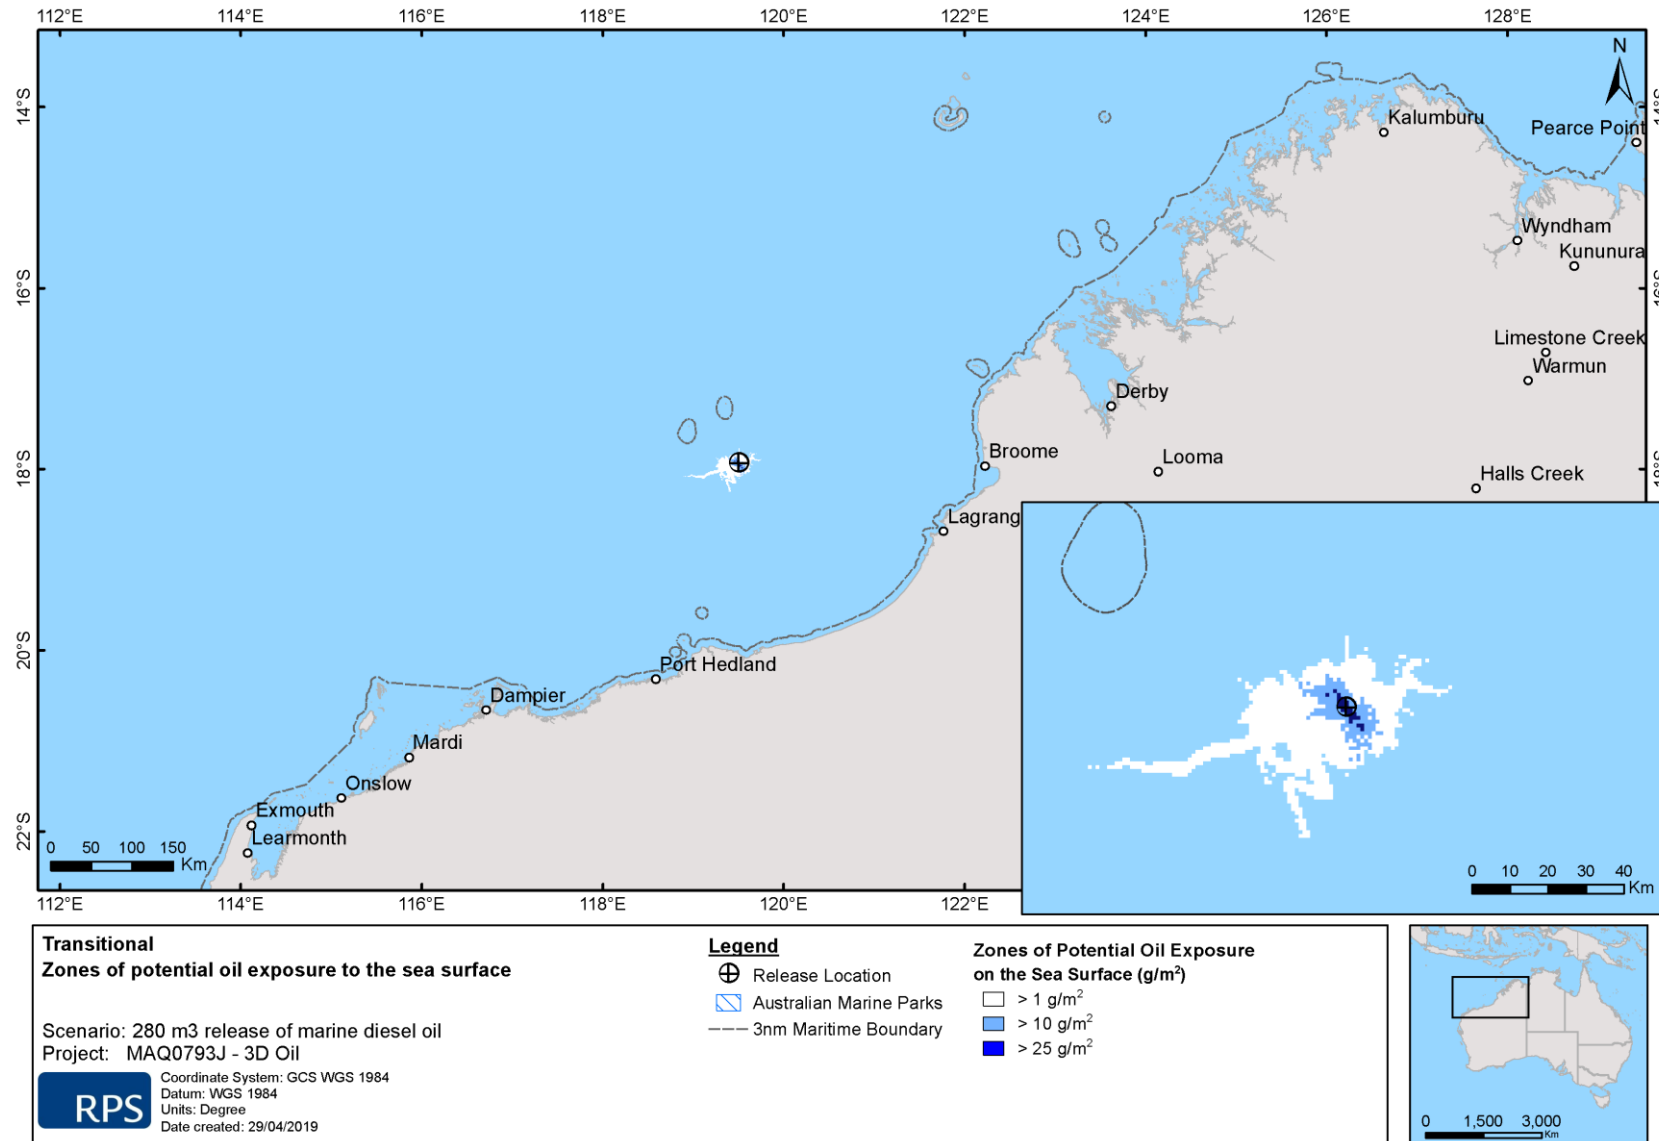 112°E 114°E 116°E 118°E 120°E 122°E 124°E 126°E 128°E
N
14°S 14°S
Kalumburu
Pearce Point
Wyndham
Kununura
16°S 16°S
Limestone Creek
Warmun
Derby
Broome
Looma
18°S 18°S
Halls Creek
Lagrang
20°S
Port Hedland
Dampier
Mardi
Onslow
Exmouth
22°S
Learmonth
0 50 100 150
Km
0 10 20 30 40
Km
112°E 114°E 116°E 118°E 120°E 122°E
Transitional
Zones of potential oil exposure to the sea surface
Scenario: 280 m3 release of marine diesel oil
Project: MAQ0793J - 3D Oil
RPS
Coordinate System: GCS WGS 1984
Datum: WGS 1984
Units: Degree
Date created: 29/04/2019
Legend
Release Location
Australian Marine Parks
3nm Maritime Boundary
Zones of Potential Oil Exposure
on the Sea Surface (g/m²)
> 1 g/m²
> 10 g/m²
> 25 g/m²
0 1,500 3,000
Km